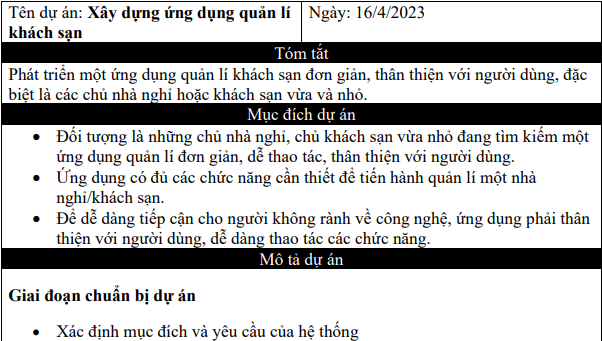 Tên dự án: Xây dựng ứng dụng quản lí
khách sạn
Ngày: 16/4/2023
Tóm tắt
Phát triển một ứng dụng quản lí khách sạn đơn giản, thân thiện với người dùng, đặc
biệt là các chủ nhà nghỉ hoặc khách sạn vừa và nhỏ.
Mục đích dự án
• Đối tượng là những chủ nhà nghỉ, chủ khách sạn vừa nhỏ đang tìm kiếm một
ứng dụng quản lí đơn giản, dễ thao tác, thân thiện với người dùng.
• Ứng dụng có đủ các chức năng cần thiết để tiến hành quản lí một nhà
nghỉ/khách sạn.
• Để dễ dàng tiếp cận cho người không rành về công nghệ, ứng dụng phải thân
thiện với người dùng, dễ dàng thao tác các chức năng.
Mô tả dự án
Giai đoạn chuẩn bị dự án
• Xác định mục đích và yêu cầu của hệ thống